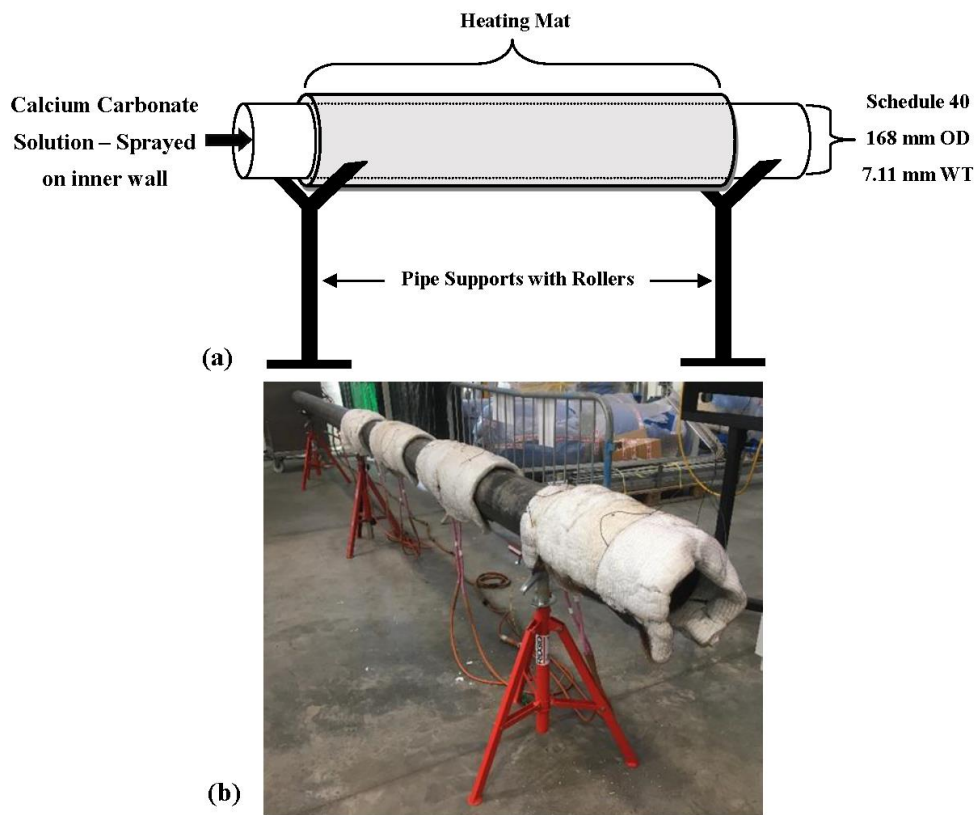 Heating Mat
Calcium Carbonate
Solution – Sprayed
on inner wall
Schedule 40
168 mm OD
7.11 mm WT
Pipe Supports with Rollers
(a)
(b)